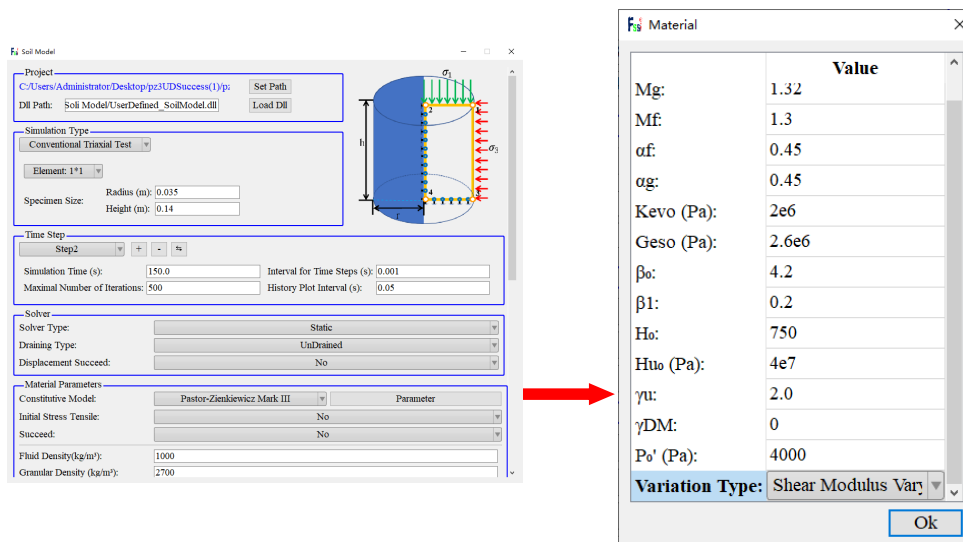 Soil Model
Project
C:/Users/Administrator/Desktop/pz3UDSuccess(1)/p: Set Path
Dll Path: Soli Model/UserDefined_SoilModel.dll Load Dll
Simulation Type
Conventional Triaxial Test
Element: 1*1
Specimen Size:
Radius (m): 0.035
Height (m): 0.14
σ1
2
h
σ3
4
r
Time Step
Step2 + - ⇆
Simulation Time (s): 150.0 Interval for Time Steps (s): 0.001
Maximal Number of Iterations: 500 History Plot Interval (s): 0.05
Solver
Solver Type: Static
Draining Type: UnDrained
Displacement Succeed: No
Material Parameters
Constitutive Model: Pastor-Zienkiewicz Mark III Parameter
Initial Stress Tensile: No
Succeed: No
Fluid Density(kg/m³): 1000
Granular Density (kg/m³): 2700
Material
Value
Mg: 1.32
Mf: 1.3
αf: 0.45
αg: 0.45
Kevo (Pa): 2e6
Geso (Pa): 2.6e6
β₀: 4.2
β1: 0.2
H₀: 750
Hu₀ (Pa): 4e7
γu: 2.0
γDM: 0
P₀' (Pa): 4000
Variation Type: Shear Modulus Vary
Ok